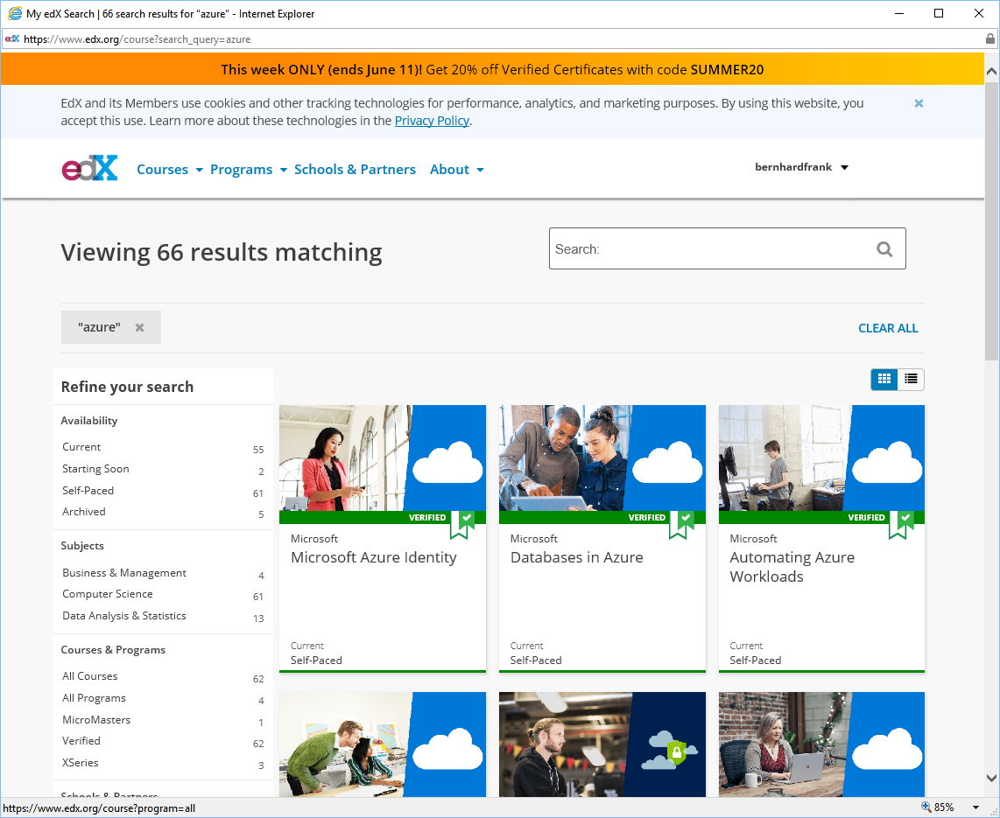 My edX Search | 66 search results for "azure" - Internet Explorer
edX https://www.edx.org/course?search_query=azure
This week ONLY (ends June 11)! Get 20% off Verified Certificates with code SUMMER20
EdX and its Members use cookies and other tracking technologies for performance, analytics, and marketing purposes. By using this website, you
accept this use. Learn more about these technologies in the Privacy Policy.
edX Courses Programs Schools & Partners About bernhardfrank
Viewing 66 results matching
Search:
"azure"
CLEAR ALL
Refine your search
Availability
Current 55
Starting Soon 2
Self-Paced 61
Archived 5
Subjects
Business & Management 4
Computer Science 61
Data Analysis & Statistics 13
Courses & Programs
All Courses 62
All Programs 4
MicroMasters 1
Verified 62
XSeries 3
Schools & Partners
VERIFIED
Microsoft
Microsoft Azure Identity
Current
Self-Paced
VERIFIED
Microsoft
Databases in Azure
Current
Self-Paced
VERIFIED
Microsoft
Automating Azure
Workloads
Current
Self-Paced
https://www.edx.org/course?program=all
85%